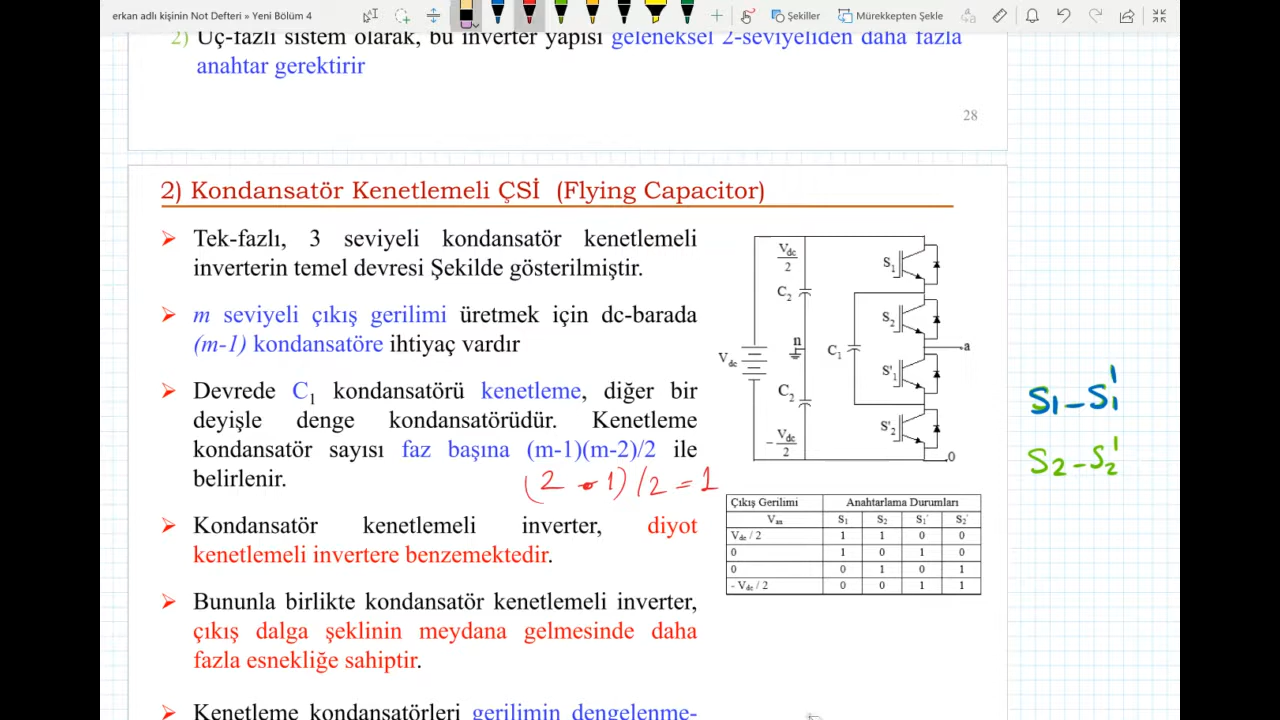 erkan adlı kişinin Not Defteri » Yeni Bölüm 4
Şekiller
Mürekkepten Şekle
2) Üç-fazlı sistem olarak, bu inverter yapısı geleneksel 2-seviyeliden daha fazla
anahtar gerektirir
28
2) Kondansatör Kenetlemeli ÇSİ (Flying Capacitor)
Tek-fazlı, 3 seviyeli kondansatör kenetlemeli
inverterin temel devresi Şekilde gösterilmiştir.
m seviyeli çıkış gerilimi üretmek için dc-barada
(m-1) kondansatöre ihtiyaç vardır
Devrede C1 kondansatörü kenetleme, diğer bir
deyişle denge kondansatörüdür. Kenetleme
kondansatör sayısı faz başına (m-1)(m-2)/2 ile
belirlenir.
(2 - 1) / 2 = 1
Kondansatör kenetlemeli inverter, diyot
kenetlemeli invertere benzemektedir.
Bununla birlikte kondansatör kenetlemeli inverter,
çıkış dalga şeklinin meydana gelmesinde daha
fazla esnekliğe sahiptir.
Kenetleme kondansatörleri gerilimin dengelenme-
Vdc
2
C2
n
Vdc
C1
C2
- Vdc
2
S1
S2
a
S'1
S'2
0
S1 - S1'
S2 - S2'
Çıkış Gerilimi Anahtarlama Durumları
Van S1 S2 S1' S2'
Vdc / 2 1 1 0 0
0 1 0 1 0
0 0 1 0 1
- Vdc / 2 0 0 1 1